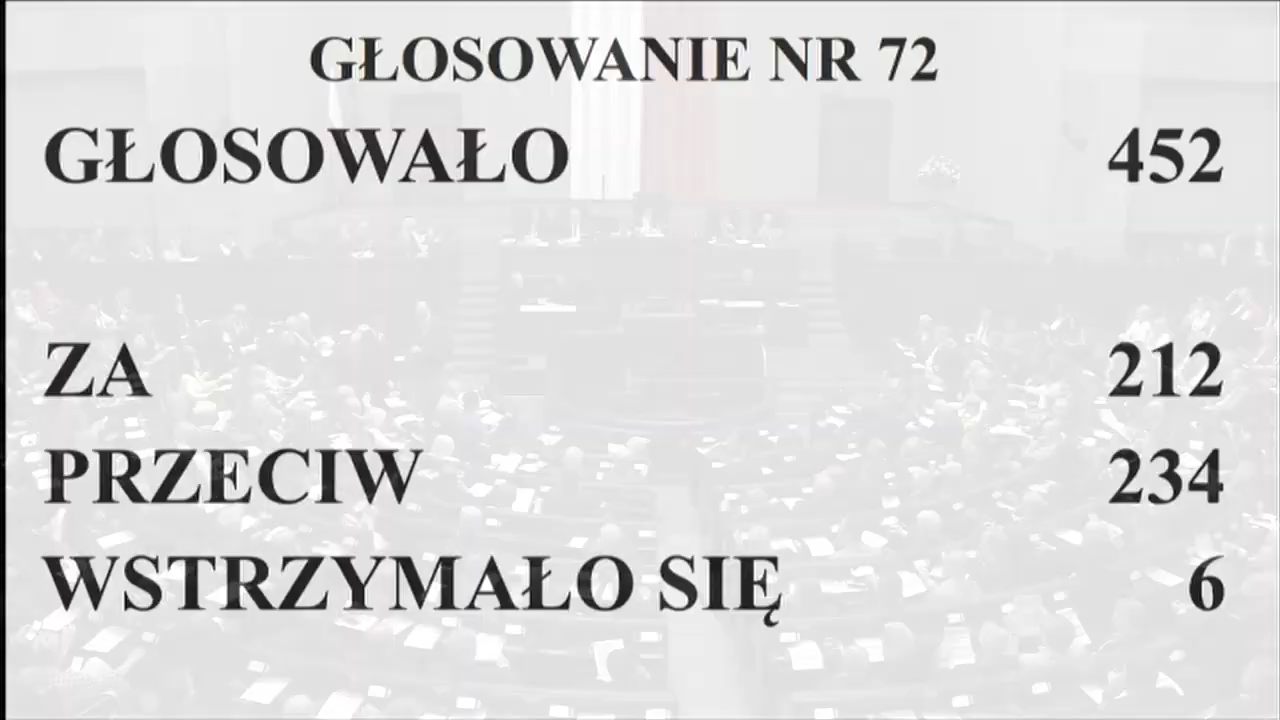 GŁOSOWANIE NR 72
GŁOSOWAŁO 452
ZA 212
PRZECIW 234
WSTRZYMAŁO SIĘ 6